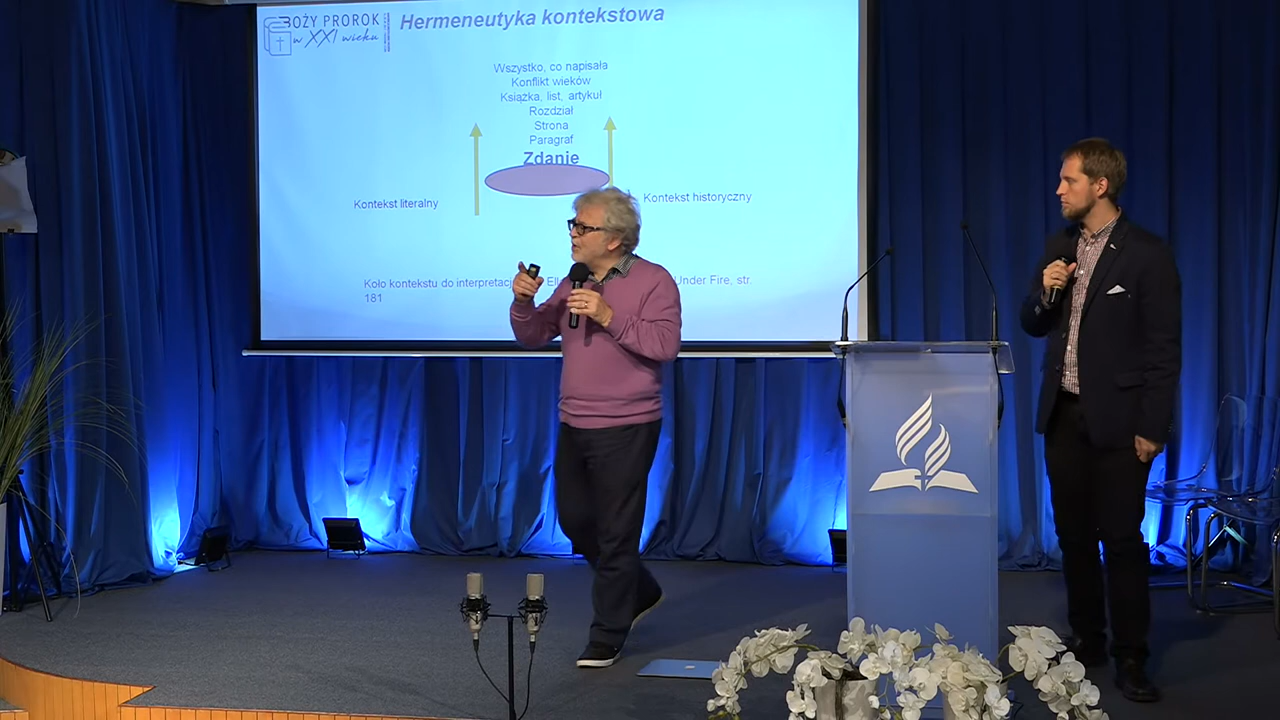 BOŻY PROROK
w XXI wieku
Hermeneutyka kontekstowa
Wszystko, co napisała
Konflikt wieków
Książka, list, artykuł
Rozdział
Strona
Paragraf
Zdanie
Kontekst literalny
Kontekst historyczny
Koło kontekstu do interpretacji Under Fire, str.
181